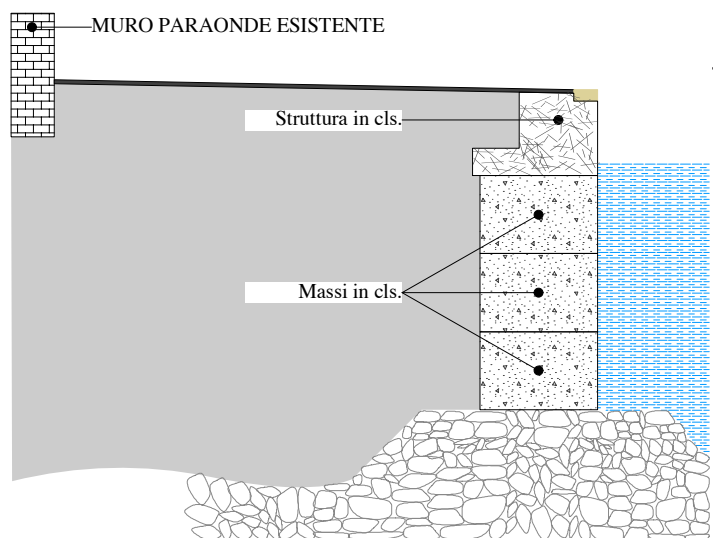 MURO PARAONDE ESISTENTE
Struttura in cls.
Massi in cls.